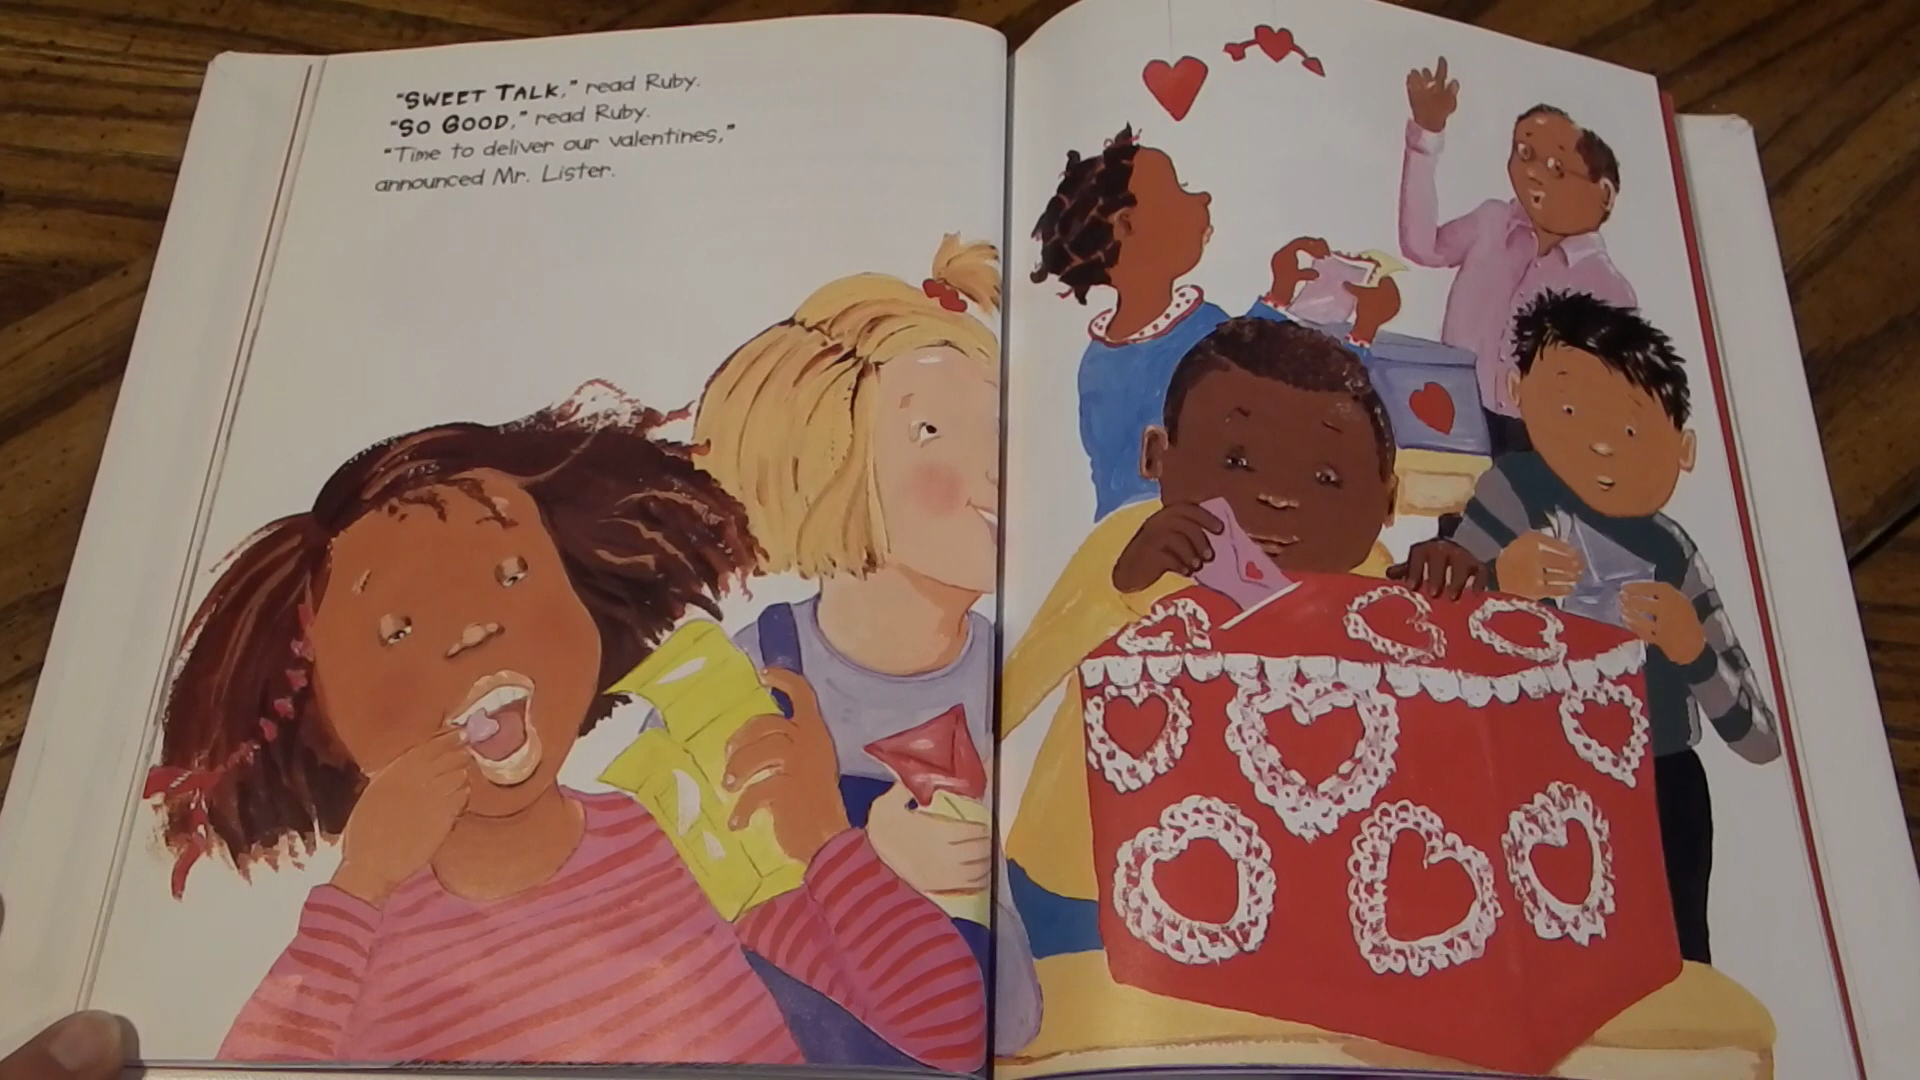 "SWEET TALK," read Ruby.
"SO GOOD," read Ruby.
"Time to deliver our valentines,"
announced Mr. Lister.